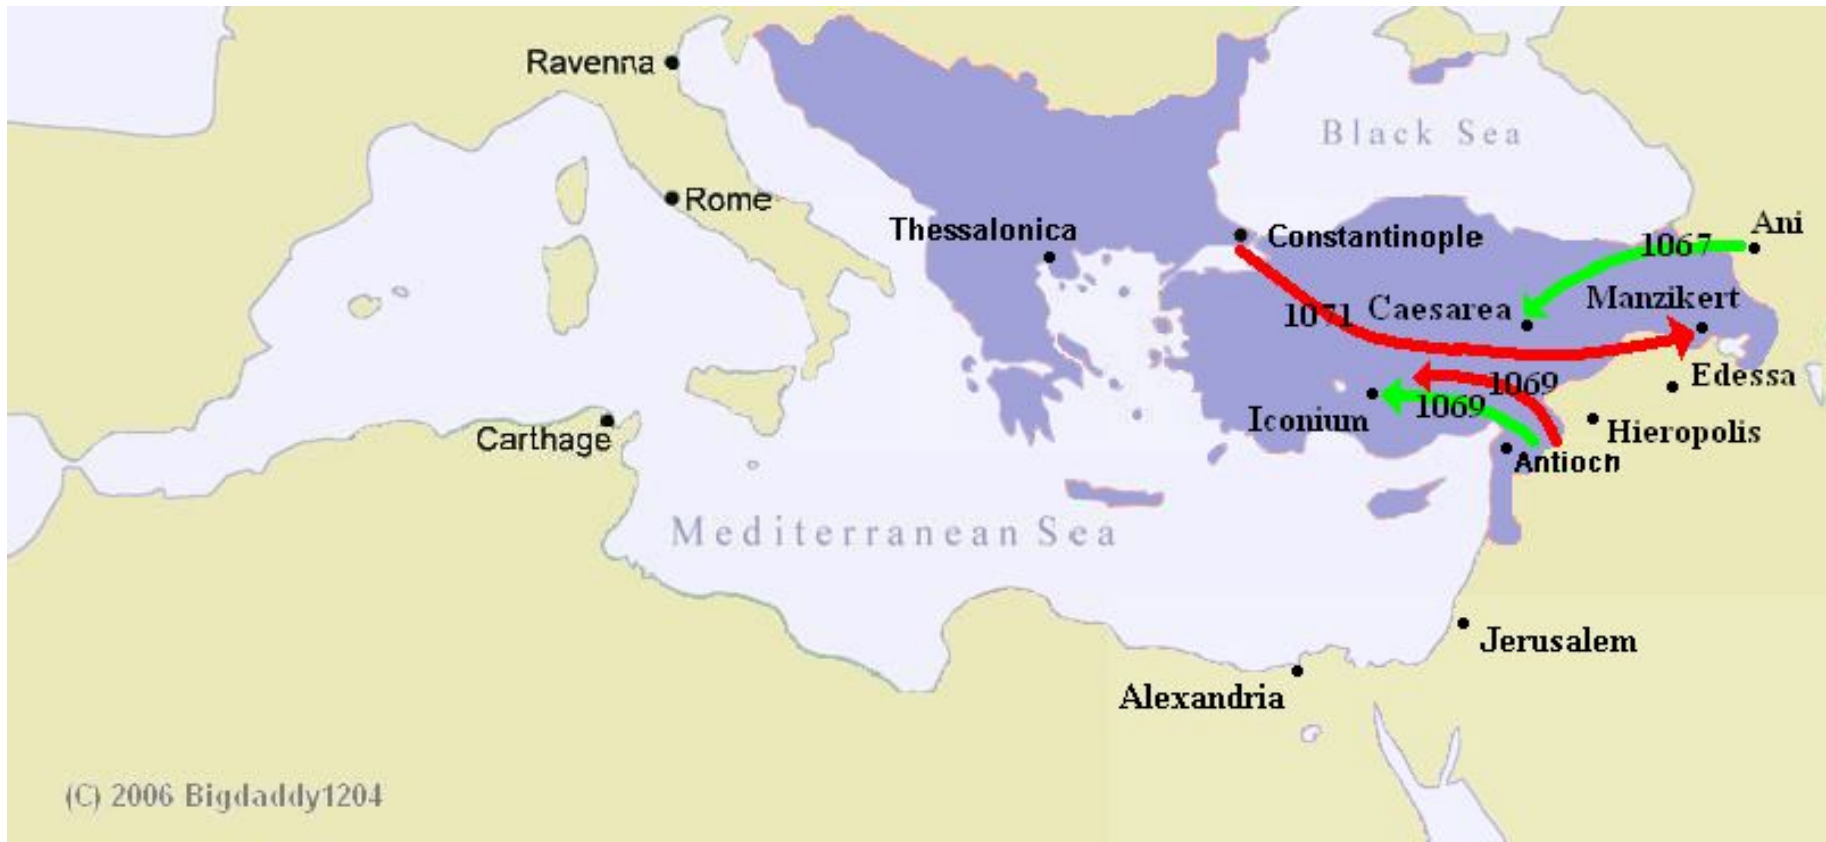 Ravenna
Black Sea
Rome
Ani
Thessalonica
Constantinople
1067
Manzikert
Caesarea
1071
Edessa
1069
1069
Iconium
Hieropolis
Carthage
Antioch
Mediterranean Sea
Jerusalem
Alexandria
(C) 2006 Bigdaddy1204